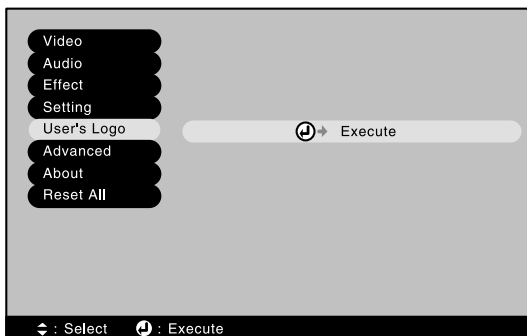 Video
Audio
Effect
Setting
User's Logo
Execute
Advanced
About
Reset All
: Select : Execute